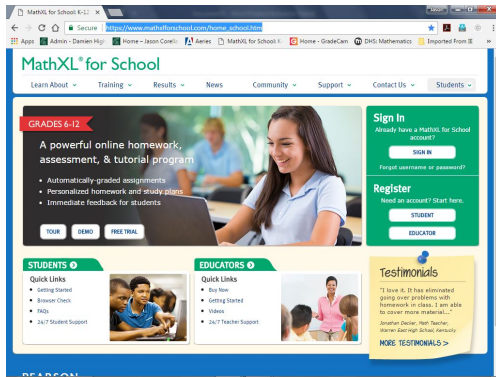 MathXL for School: K-12
Secure
https://www.mathxlforschool.com/home_school.htm
Apps
Admin - Damien High
Home – Jason Corella
Aeries
MathXL for School: K
Home - GradeCam
DHS: Mathematics
Imported From IE
MathXL® for School
Learn About
Training
Results
News
Community
Support
Contact Us
Students
GRADES 6-12
A powerful online homework,
assessment, & tutorial program
• Automatically-graded assignments
• Personalized homework and study plans
• Immediate feedback for students
TOUR
DEMO
FREE TRIAL
Sign In
Already have a MathXL for School
account?
SIGN IN
Forgot username or password?
Register
Need an account? Start here.
STUDENT
EDUCATOR
STUDENTS
Quick Links
• Getting Started
• Browser Check
• FAQs
• 24/7 Student Support
EDUCATORS
Quick Links
• Buy Now
• Getting Started
• Videos
• 24/7 Teacher Support
Testimonials
"I love it. It has eliminated
going over problems with
homework in class. I am able
to cover more material..."
Jonathan Decker, Math Teacher,
Warren East High School, Kentucky
MORE TESTIMONIALS >
PEARSON